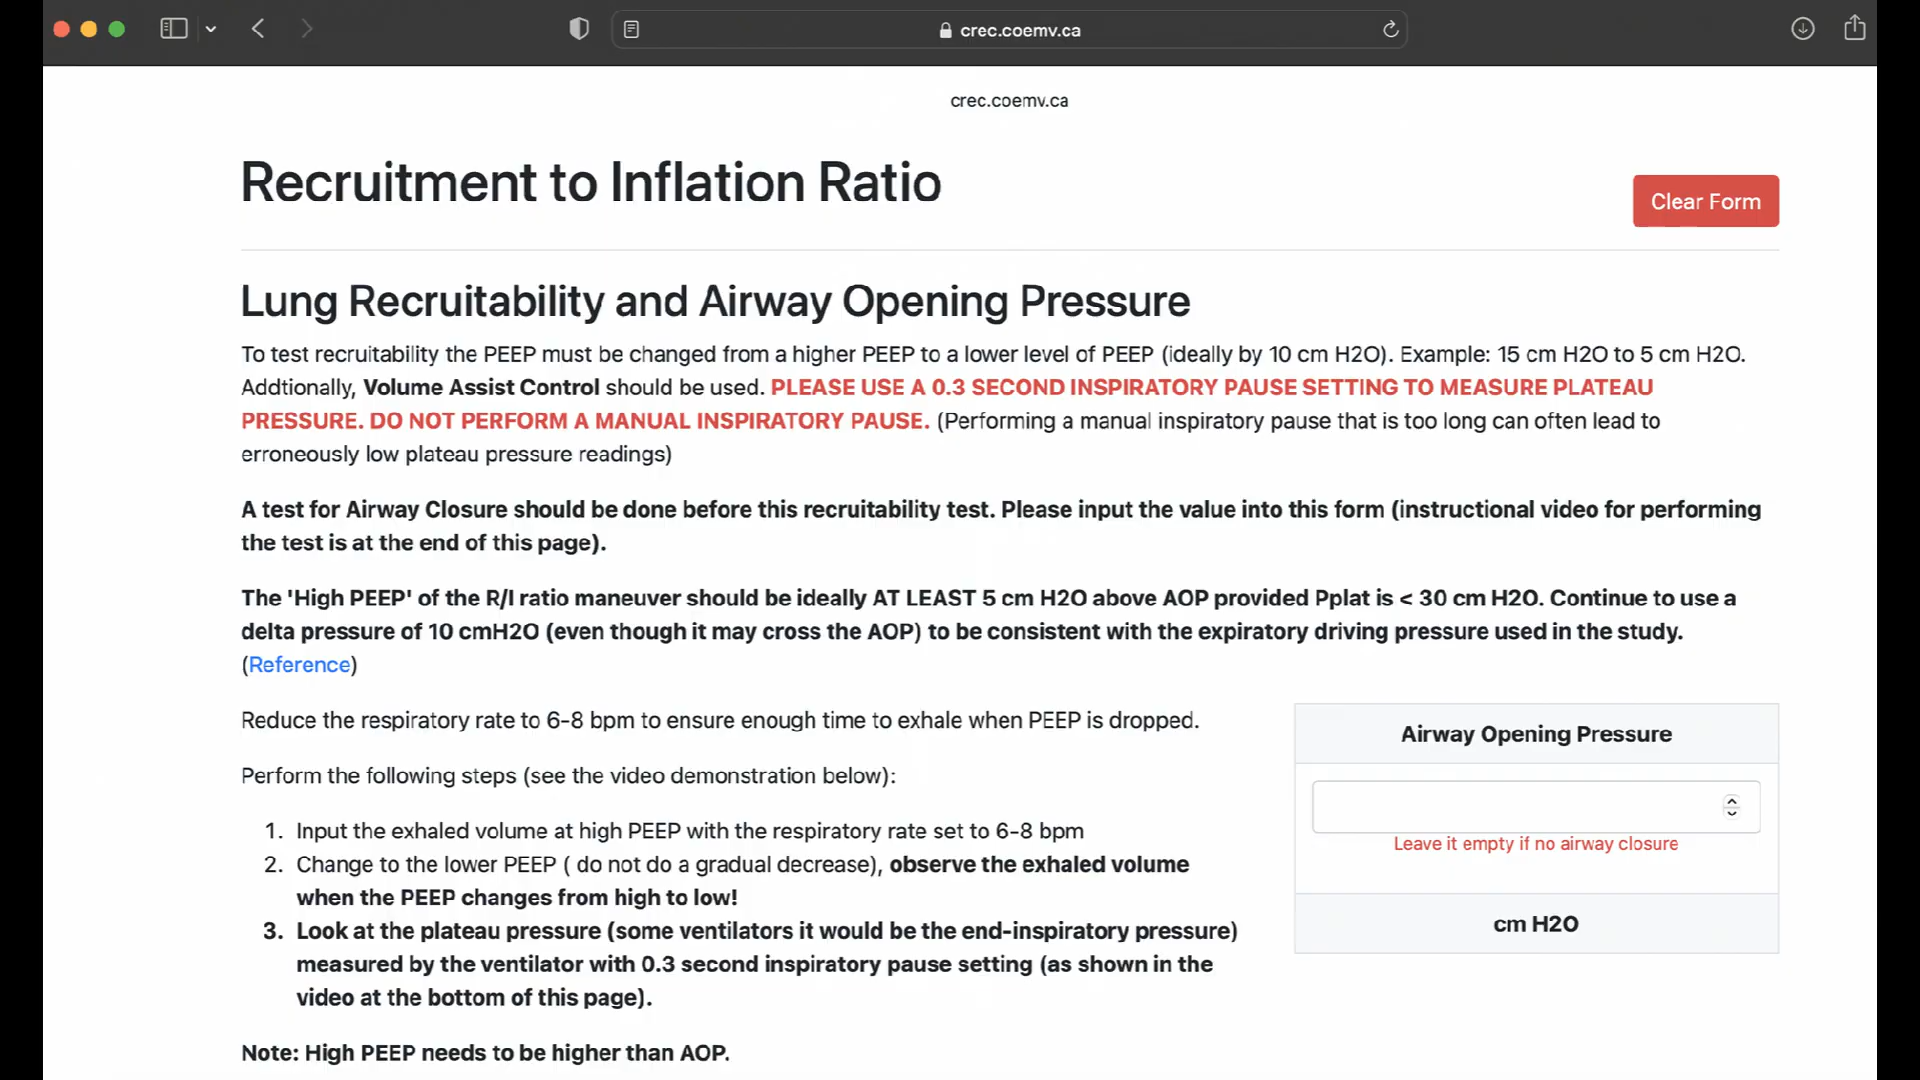 crec.coemv.ca
crec.coemv.ca
Recruitment to Inflation Ratio
Clear Form
Lung Recruitability and Airway Opening Pressure
To test recruitability the PEEP must be changed from a higher PEEP to a lower level of PEEP (ideally by 10 cm H2O). Example: 15 cm H2O to 5 cm H2O.
Addtionally, Volume Assist Control should be used. PLEASE USE A 0.3 SECOND INSPIRATORY PAUSE SETTING TO MEASURE PLATEAU
PRESSURE. DO NOT PERFORM A MANUAL INSPIRATORY PAUSE. (Performing a manual inspiratory pause that is too long can often lead to
erroneously low plateau pressure readings)
A test for Airway Closure should be done before this recruitability test. Please input the value into this form (instructional video for performing
the test is at the end of this page).
The 'High PEEP' of the R/I ratio maneuver should be ideally AT LEAST 5 cm H2O above AOP provided Pplat is < 30 cm H2O. Continue to use a
delta pressure of 10 cmH2O (even though it may cross the AOP) to be consistent with the expiratory driving pressure used in the study.
(Reference)
Reduce the respiratory rate to 6-8 bpm to ensure enough time to exhale when PEEP is dropped.
Perform the following steps (see the video demonstration below):
1. Input the exhaled volume at high PEEP with the respiratory rate set to 6-8 bpm
2. Change to the lower PEEP ( do not do a gradual decrease), observe the exhaled volume
when the PEEP changes from high to low!
3. Look at the plateau pressure (some ventilators it would be the end-inspiratory pressure)
measured by the ventilator with 0.3 second inspiratory pause setting (as shown in the
video at the bottom of this page).
Note: High PEEP needs to be higher than AOP.
Airway Opening Pressure
Leave it empty if no airway closure
cm H2O